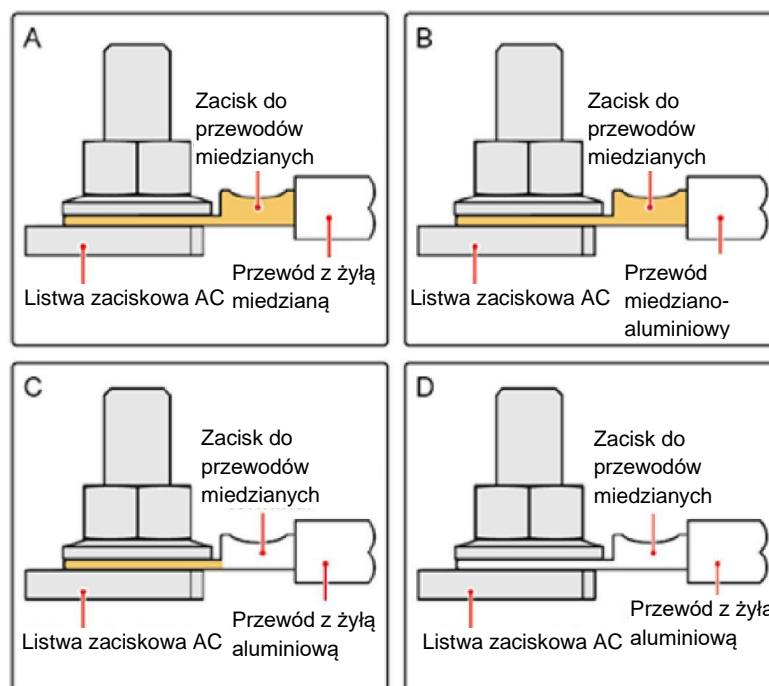 A
Zacisk do
przewodów
miedzianych
Listwa zaciskowa AC
Przewód z żyłą
miedzianą
B
Zacisk do
przewodów
miedzianych
Listwa zaciskowa AC
Przewód
miedziano-
aluminiowy
C
Zacisk do
przewodów
miedzianych
Listwa zaciskowa AC
Przewód z żyłą
aluminiową
D
Zacisk do
przewodów
miedzianych
Listwa zaciskowa AC
Przewód z żyła
aluminiową